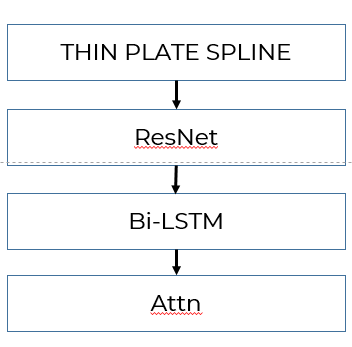 THIN PLATE SPLINE
ResNet
Bi-LSTM
Attn